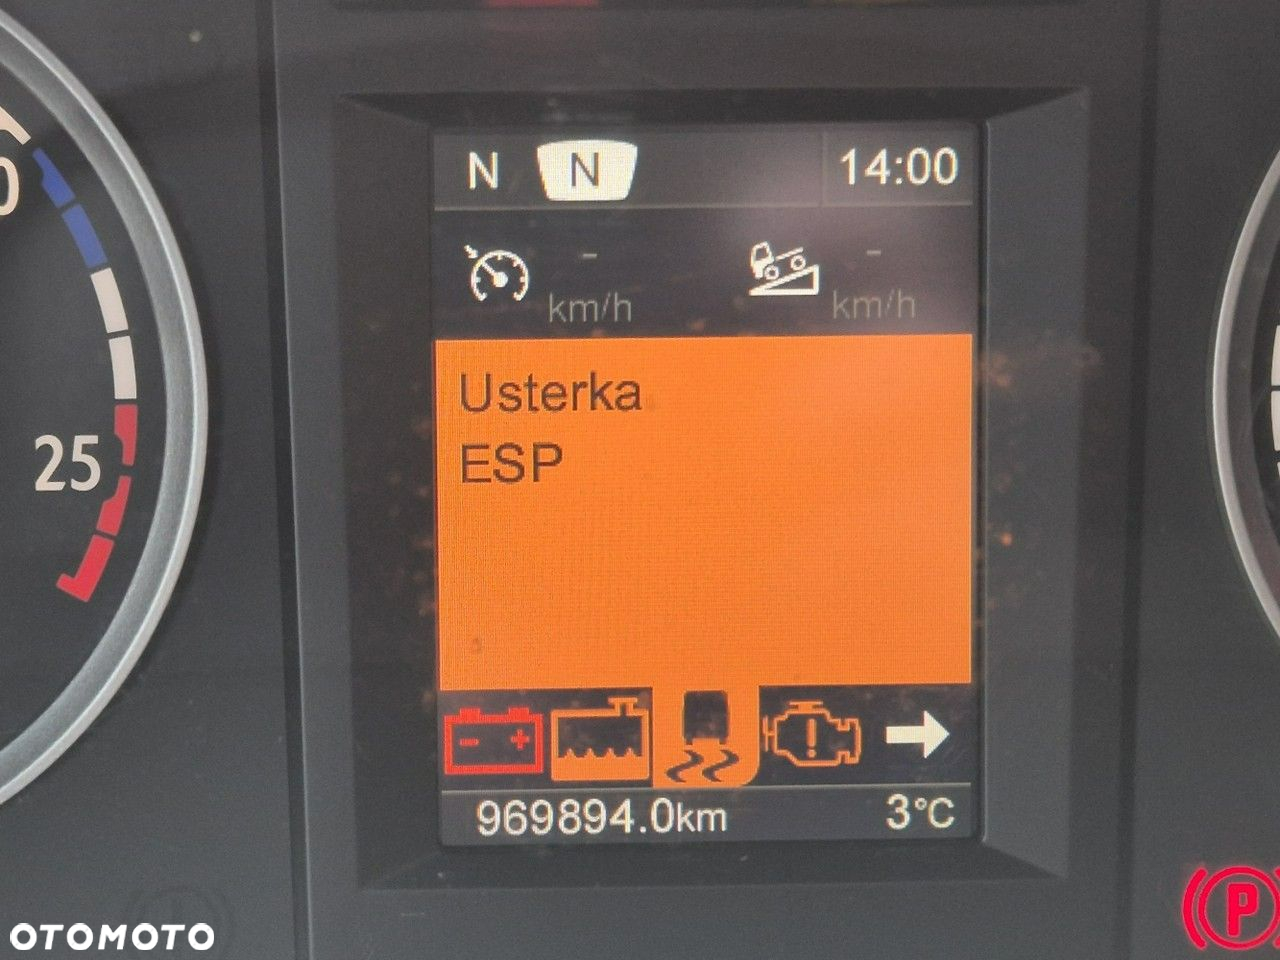 N N 14:00
- -
km/h km/h
Usterka
ESP
25
- +
969894.0km 3°C
P
OTOMOTO